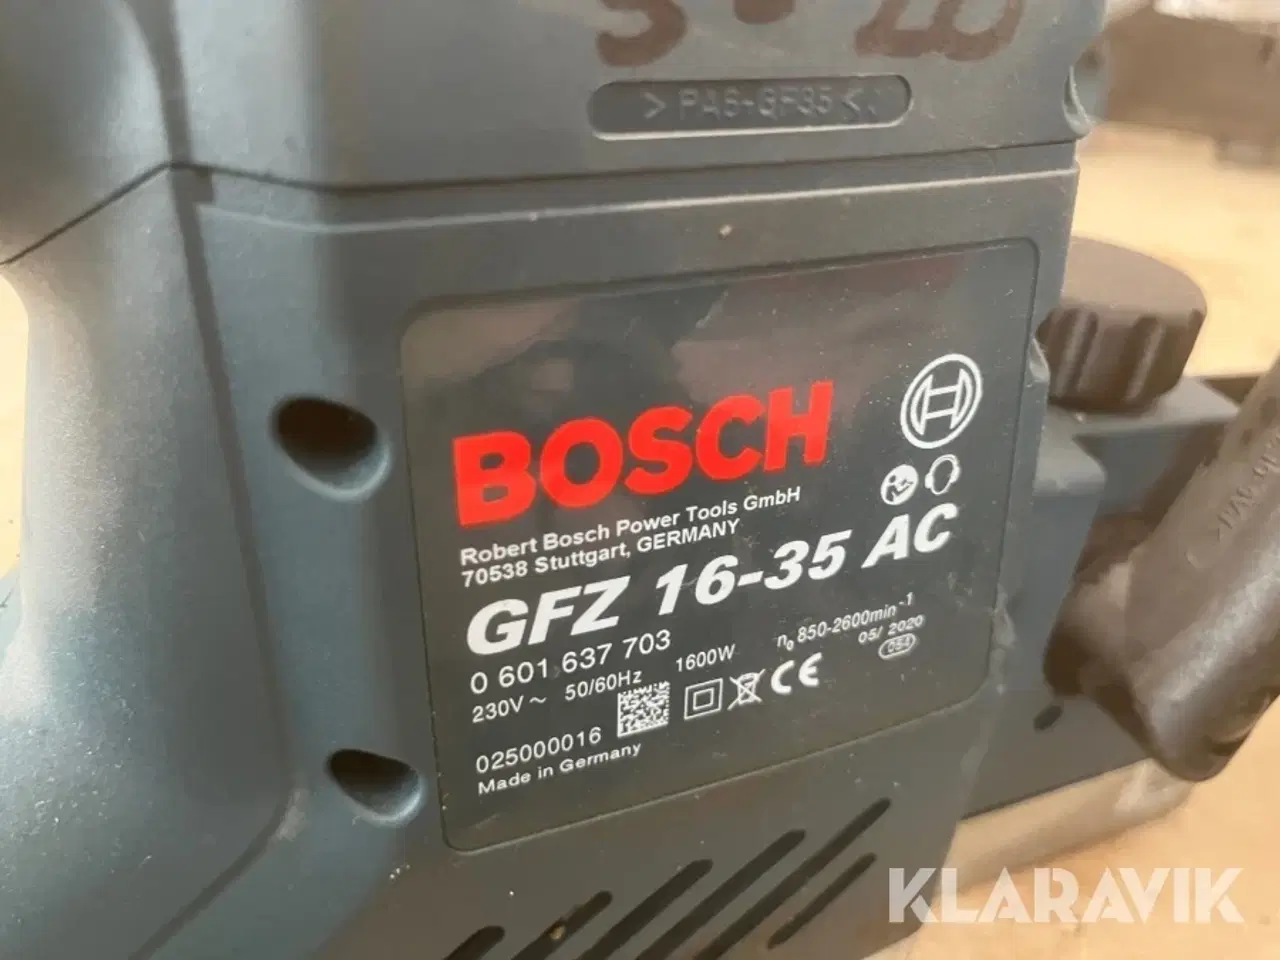 >PA6-GF35<
BOSCH
Robert Bosch Power Tools GmbH
70538 Stuttgart, GERMANY
GFZ 16-35 AC
0 601 637 703
230V ~ 50/60Hz 1600W n₀ 850-2600min⁻¹
05/ 2020
025000016
Made in Germany
CE
KLARAVIK